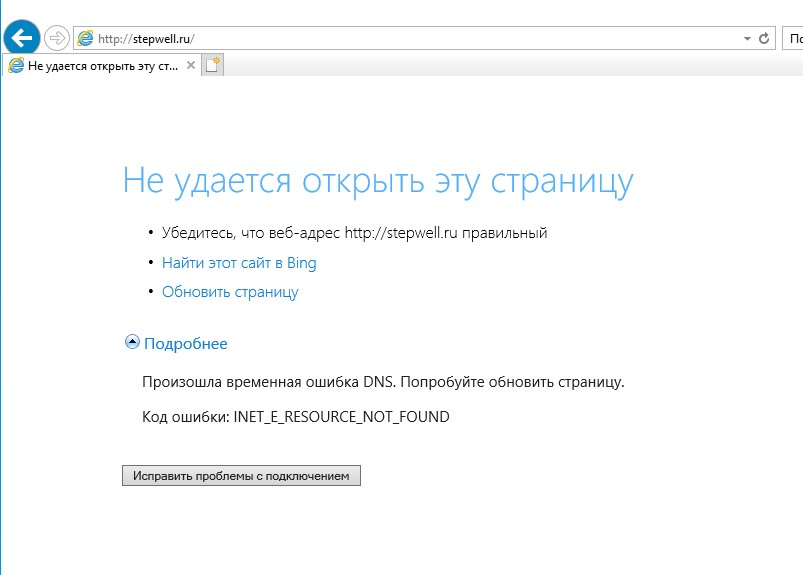 http://stepwell.ru/
По
Не удается открыть эту ст...
Не удается открыть эту страницу
• Убедитесь, что веб-адрес http://stepwell.ru правильный
• Найти этот сайт в Bing
• Обновить страницу
Подробнее
Произошла временная ошибка DNS. Попробуйте обновить страницу.
Код ошибки: INET_E_RESOURCE_NOT_FOUND
Исправить проблемы с подключением